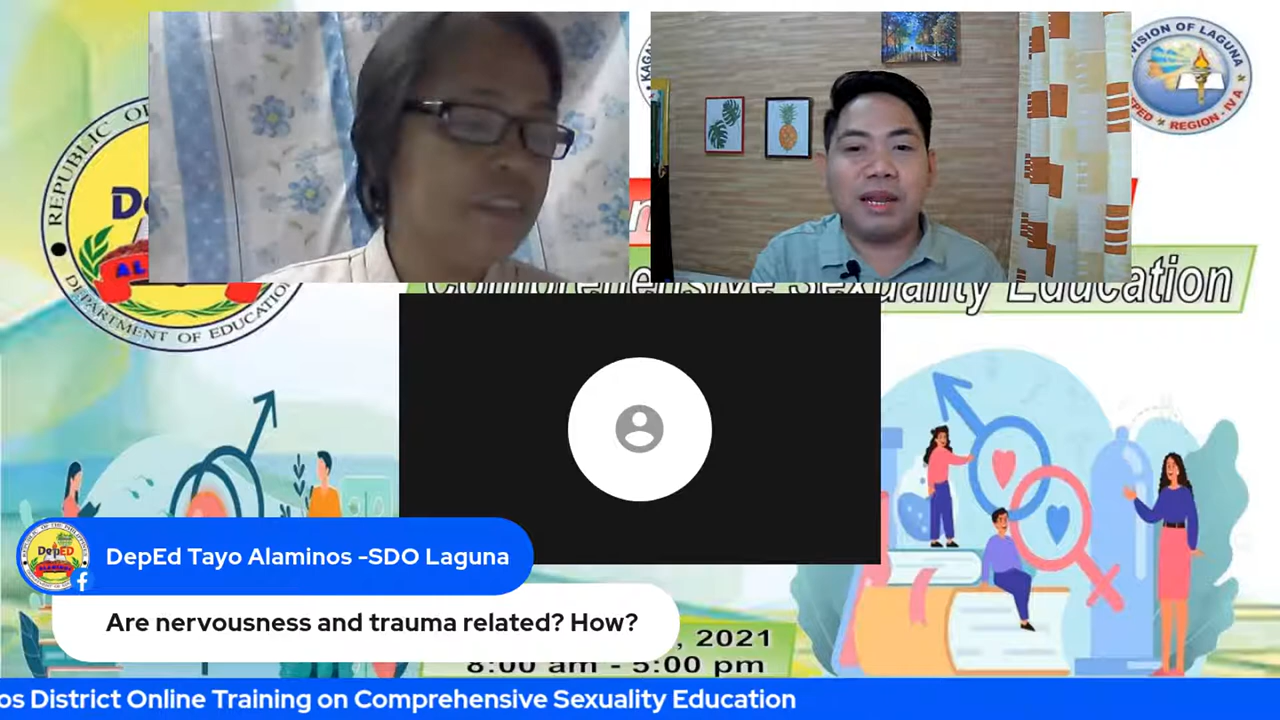 REPUBLIC OF
DEPARTMENT OF EDUCATION
VISION OF LAGUNA
REGION - IV A
Comprehensive Sexuality Education
DepED
DepEd Tayo Alaminos -SDO Laguna
Are nervousness and trauma related? How?
, 2021
8:00 am - 5:00 pm
os District Online Training on Comprehensive Sexuality Education